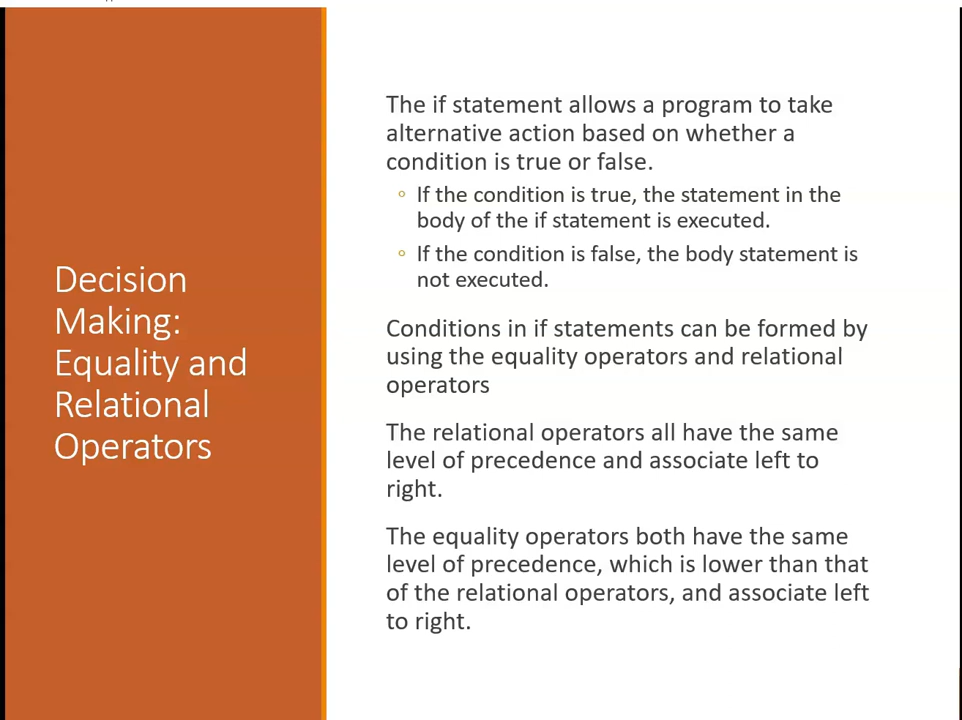 Decision
Making:
Equality and
Relational
Operators
The if statement allows a program to take
alternative action based on whether a
condition is true or false.
◦ If the condition is true, the statement in the
body of the if statement is executed.
◦ If the condition is false, the body statement is
not executed.
Conditions in if statements can be formed by
using the equality operators and relational
operators
The relational operators all have the same
level of precedence and associate left to
right.
The equality operators both have the same
level of precedence, which is lower than that
of the relational operators, and associate left
to right.